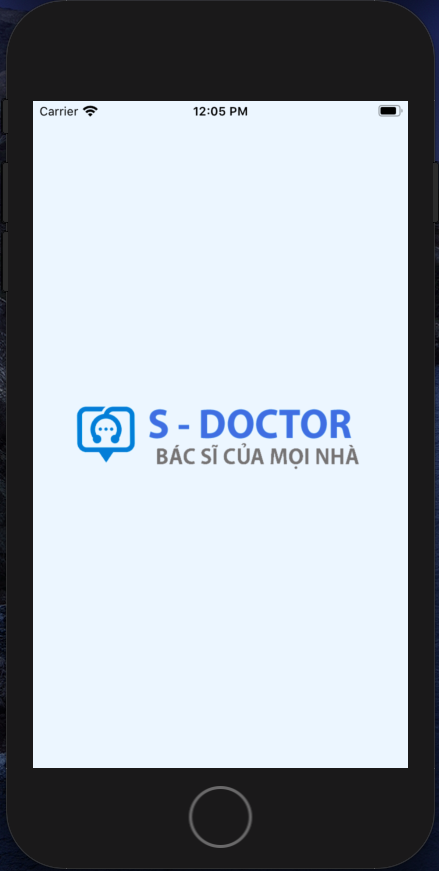 Carrier
12:05 PM
S - DOCTOR
BÁC SĨ CỦA MỌI NHÀ